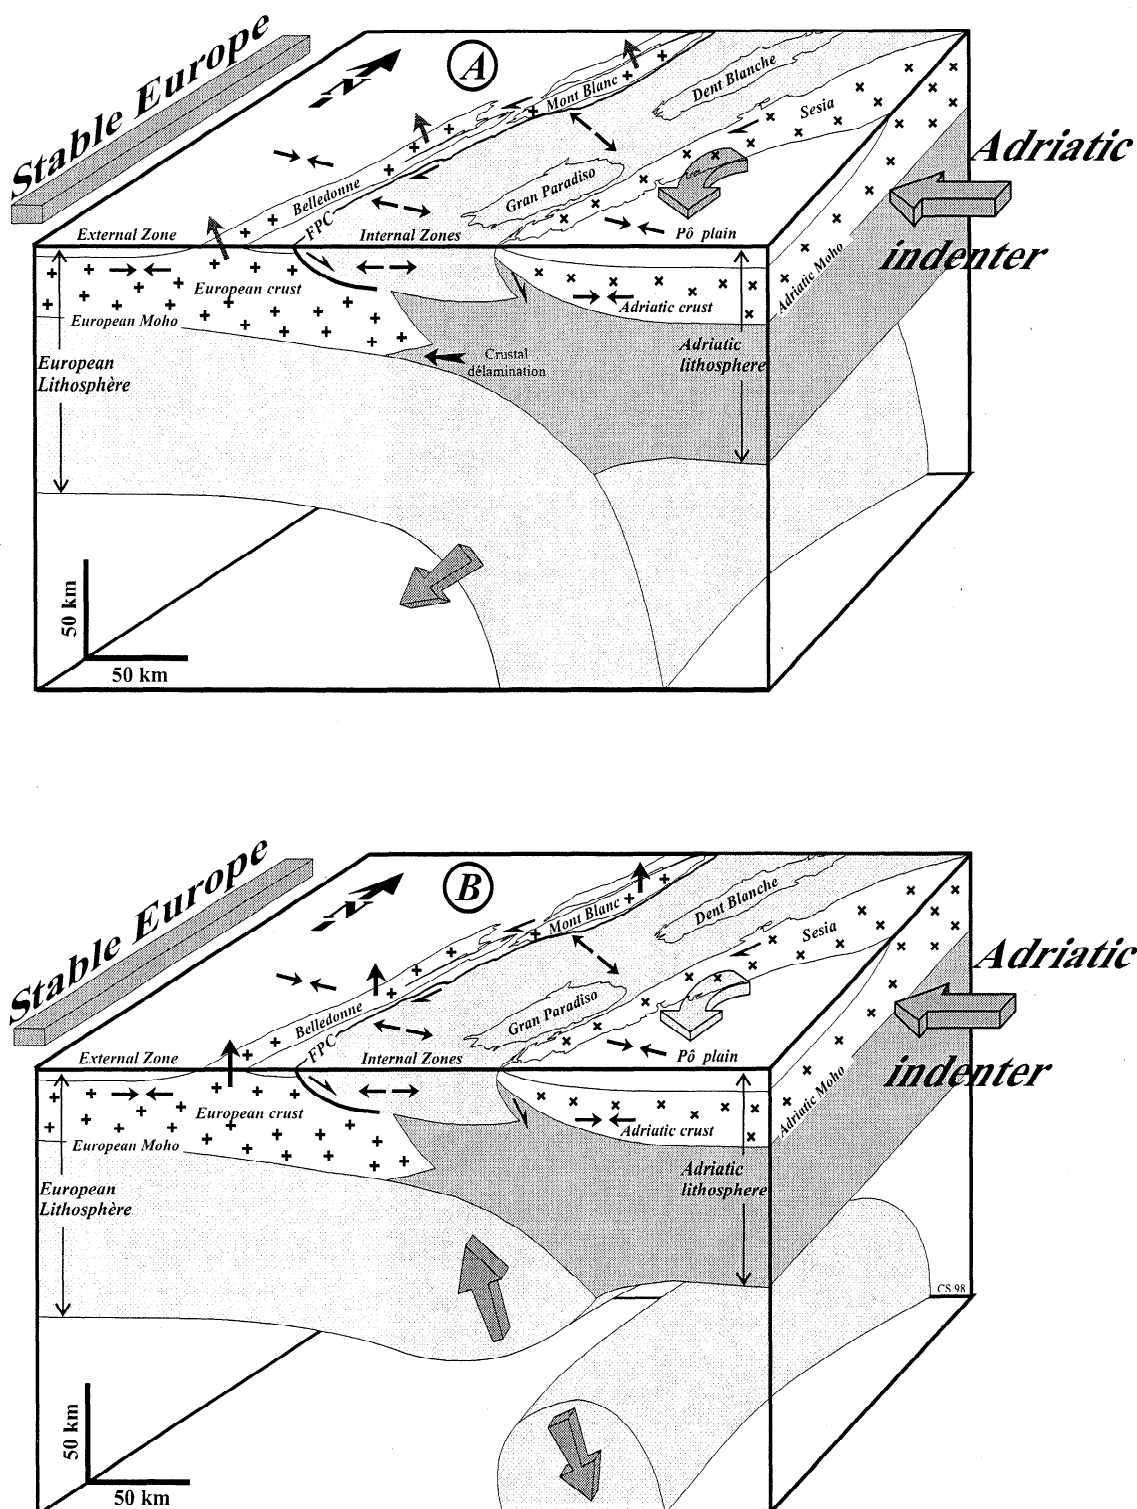 Stable Europe
N
A
Mont Blanc
Dent Blanche
Sesia
Adriatic
indenter
Belledonne
Gran Paradiso
FPC
External Zone
Internal Zones
Pô plain
European crust
European Moho
Adriatic crust
Adriatic Moho
European
Lithosphère
Crustal
délamination
Adriatic
lithosphere
50 km
50 km
Stable Europe
N
B
Mont Blanc
Dent Blanche
Sesia
Adriatic
indenter
Belledonne
Gran Paradiso
FPC
External Zone
Internal Zones
Pô plain
European crust
European Moho
Adriatic crust
Adriatic Moho
European
Lithosphère
Adriatic
lithosphere
CS 98
50 km
50 km